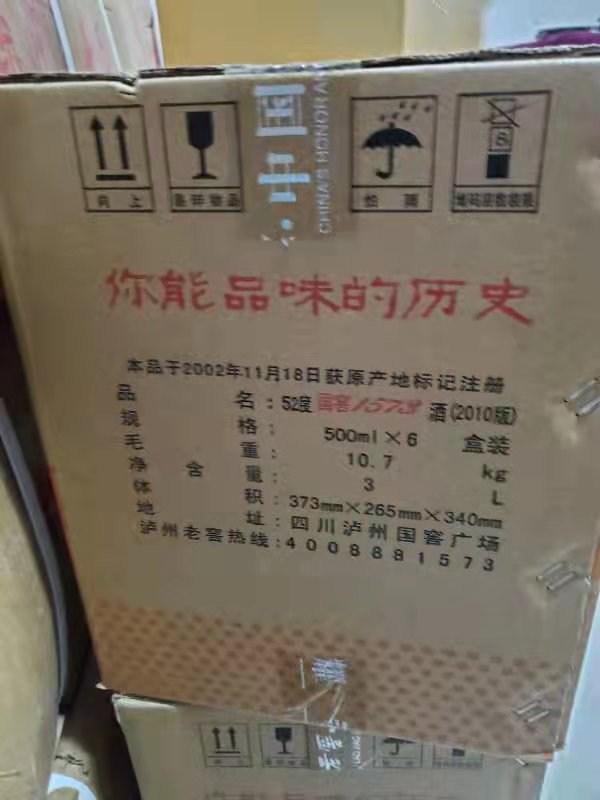 中国
CHINA'S HONORAN
向上
易碎物品
怕雨
堆码层数极限
你能品味的历史
本品于2002年11月18日获原产地标记注册
品名:52度国窖1573酒(2010版)
规格:500ml×6 盒装
毛重:10.7 kg
净含量:3 L
体积:373mm×265mm×340mm
地址:四川泸州国窖广场
泸州老窖热线:4008881573